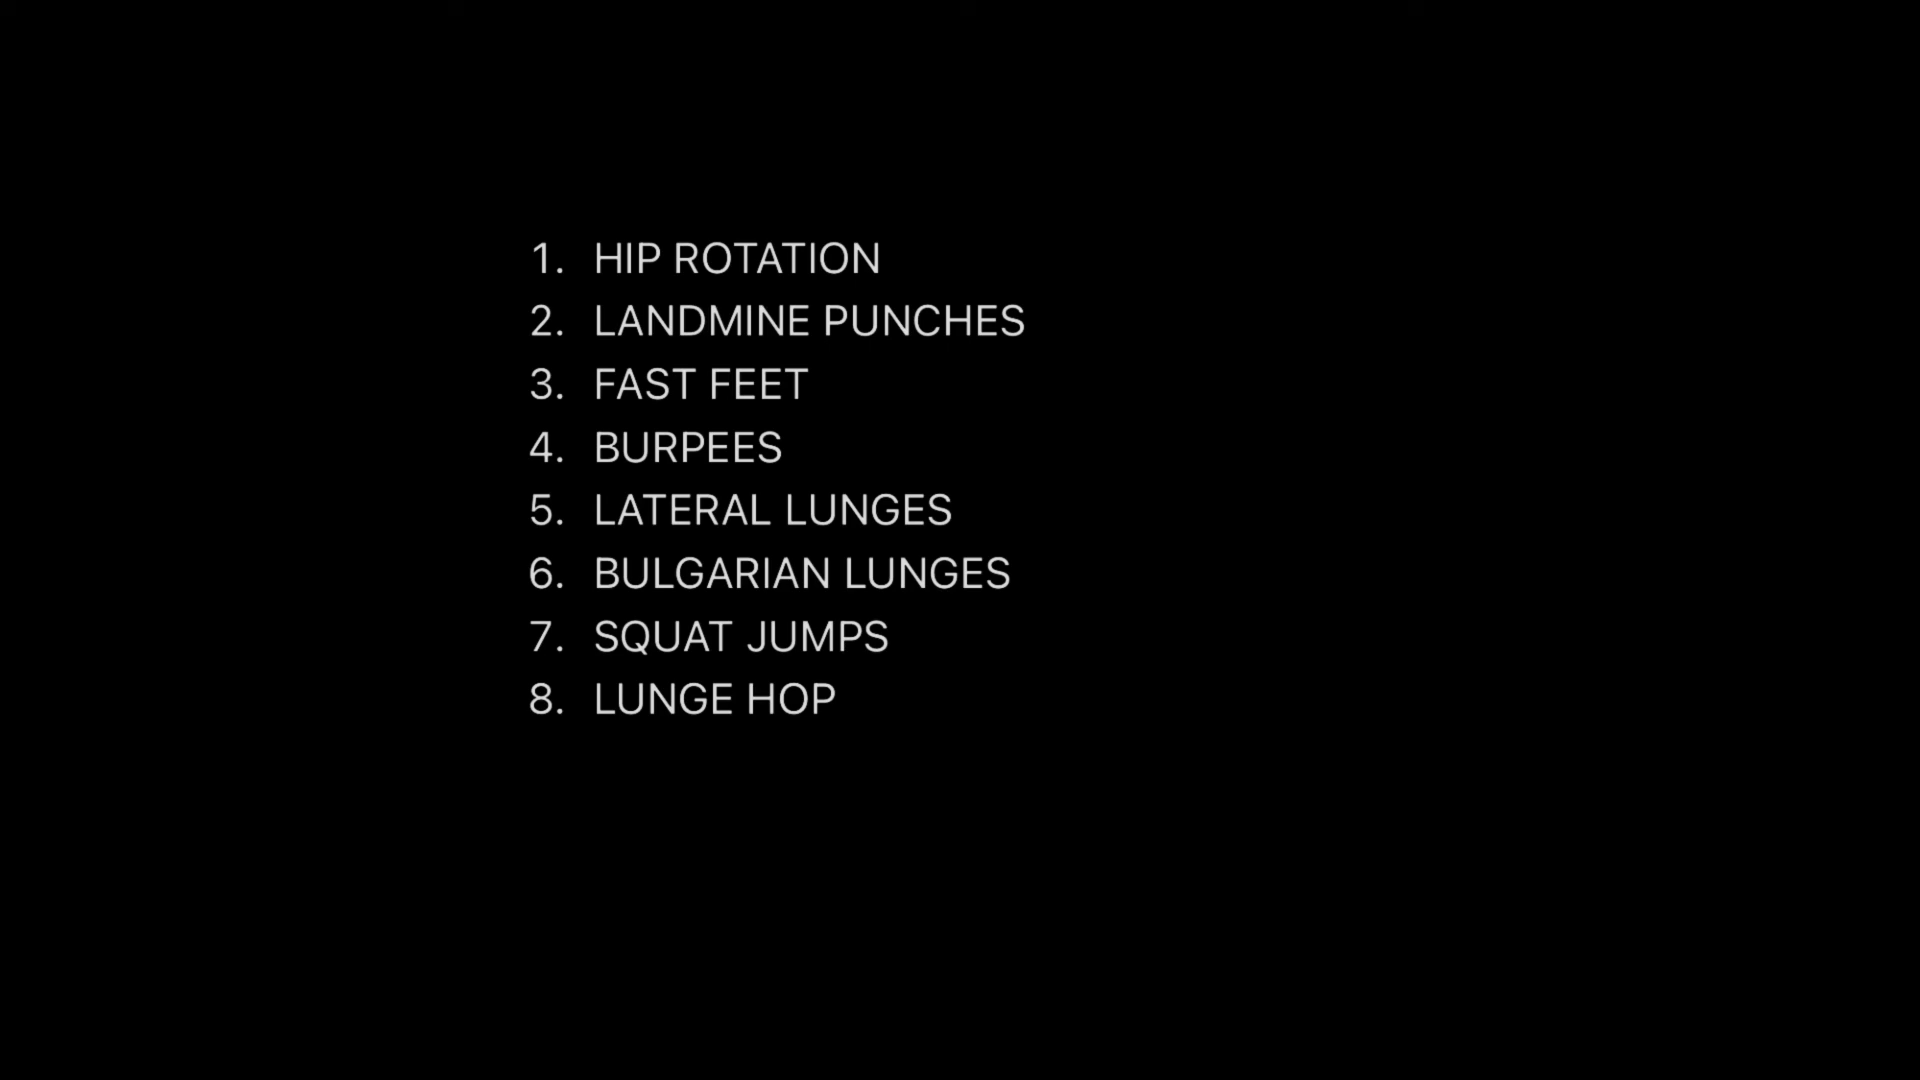 1. HIP ROTATION
2. LANDMINE PUNCHES
3. FAST FEET
4. BURPEES
5. LATERAL LUNGES
6. BULGARIAN LUNGES
7. SQUAT JUMPS
8. LUNGE HOP